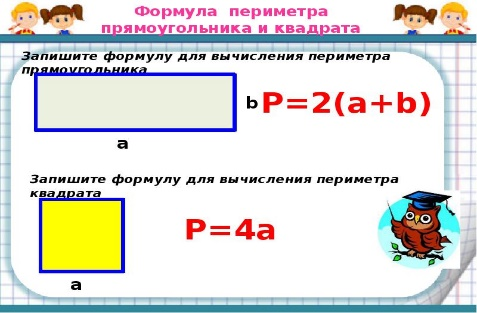 Формула периметра
прямоугольника и квадрата
Запишите формулу для вычисления периметра
прямоугольника
b P=2(a+b)
a
Запишите формулу для вычисления периметра
квадрата
P=4a
a